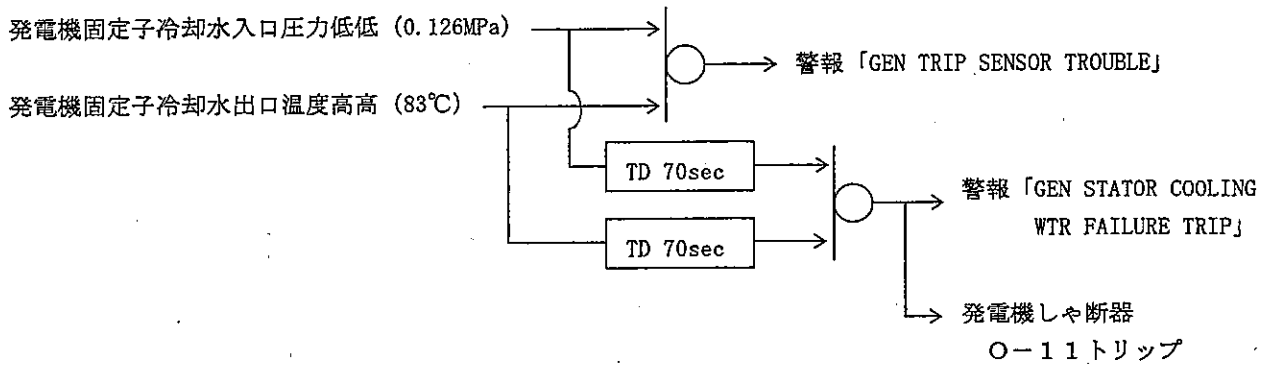 発電機固定子冷却水入口圧力低低 (0.126MPa)
警報「GEN TRIP SENSOR TROUBLE」
発電機固定子冷却水出口温度高高 (83℃)
TD 70sec
警報「GEN STATOR COOLING
WTR FAILURE TRIP」
TD 70sec
発電機しゃ断器
O－11トリップ